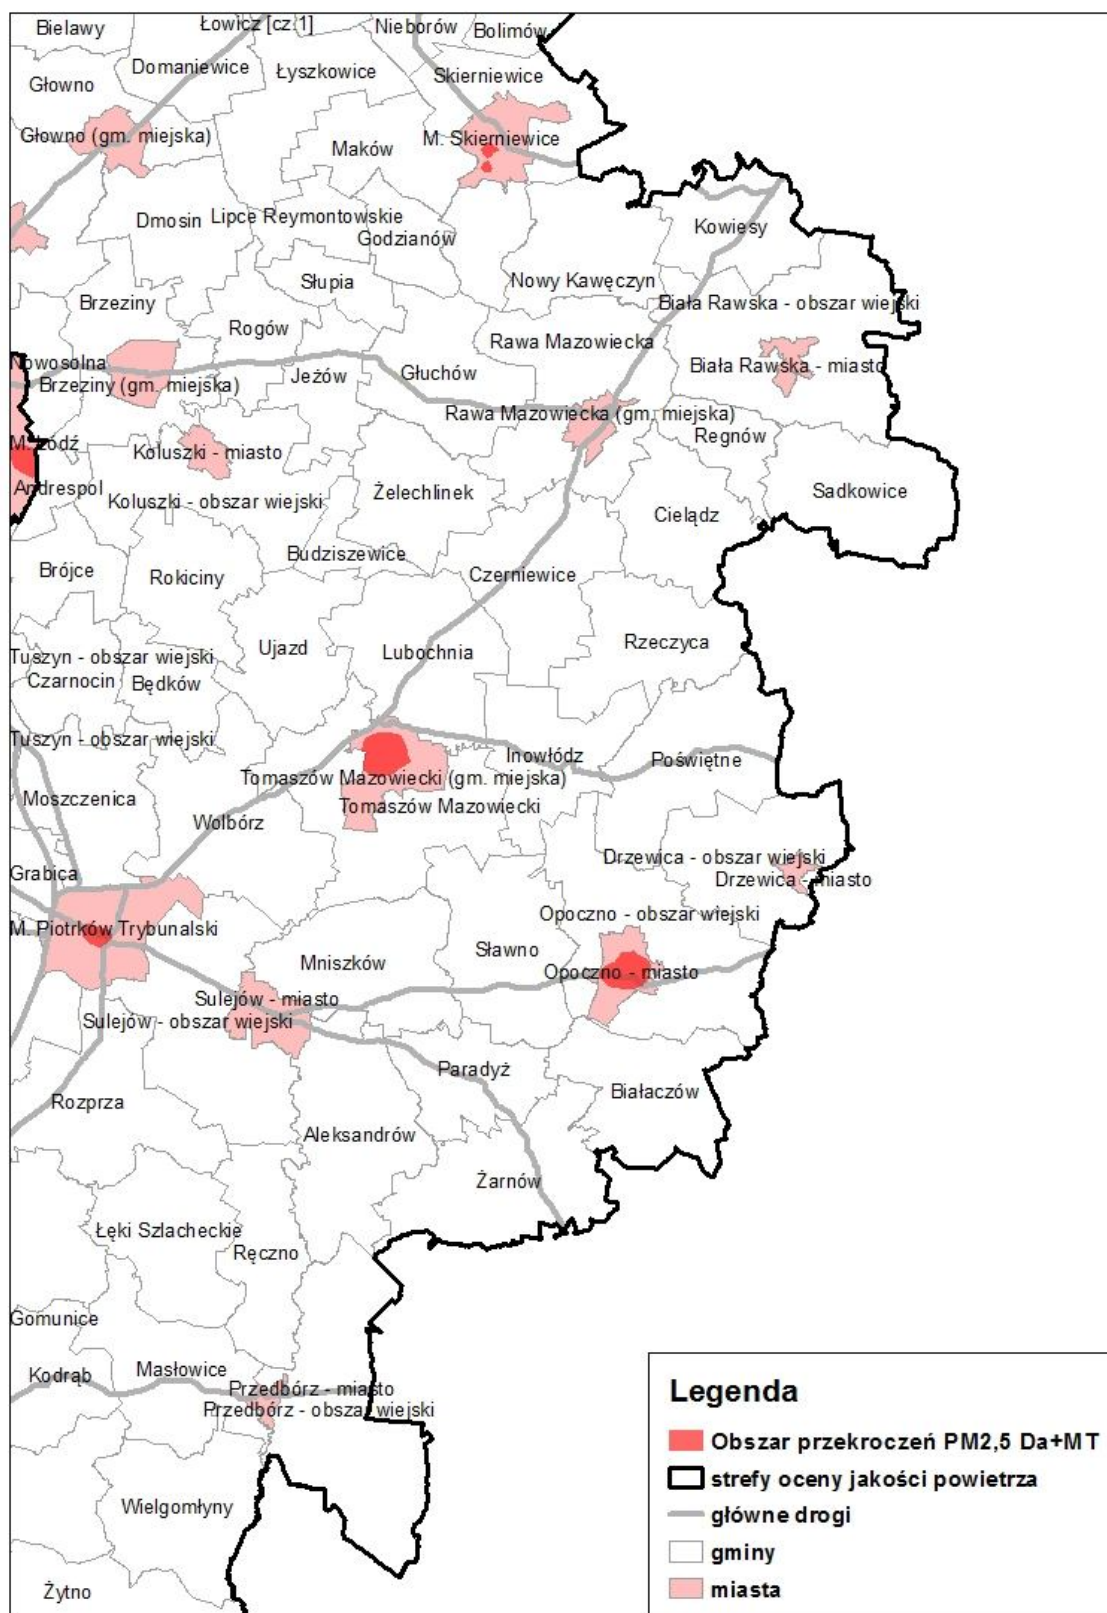 Bielawy
Łowicz [cz.1]
Nieborów
Bolimów
Głowno
Domaniewice
Łyszkowice
Skierniewice
Głowno (gm. miejska)
Maków
M. Skierniewice
Dmosin
Lipce Reymontowskie
Godzianów
Kowiesy
Słupia
Nowy Kawęczyn
Brzeziny
Biała Rawska - obszar wiejski
Rogów
Rawa Mazowiecka
Nowosolna
Brzeziny (gm. miejska)
Jeżów
Głuchów
Biała Rawska - miasto
Rawa Mazowiecka (gm. miejska)
Regnów
M. Łódź
Koluszki - miasto
Andrespol
Koluszki - obszar wiejski
Żelechlinek
Sadkowice
Cielądz
Budziszewice
Brójce
Rokiciny
Czerniewice
Ujazd
Lubochnia
Rzeczyca
Tuszyn - obszar wiejski
Czarnocin
Będków
Tuszyn - obszar wiejski
Inowłódz
Poświętne
Tomaszów Mazowiecki (gm. miejska)
Moszczenica
Tomaszów Mazowiecki
Wolbórz
Drzewica - obszar wiejski
Grabica
Drzewica - miasto
Opoczno - obszar wiejski
M. Piotrków Trybunalski
Sławno
Mniszków
Opoczno - miasto
Sulejów - miasto
Sulejów - obszar wiejski
Paradyż
Białaczów
Rozprza
Aleksandrów
Żarnów
Łęki Szlacheckie
Ręczno
Gomunice
Kodrąb
Masłowice
Przedbórz - miasto
Przedbórz - obszar wiejski
Wielgomłyny
Żytno
Legenda
Obszar przekroczeń PM2,5 Da+MT
strefy oceny jakości powietrza
główne drogi
gminy
miasta